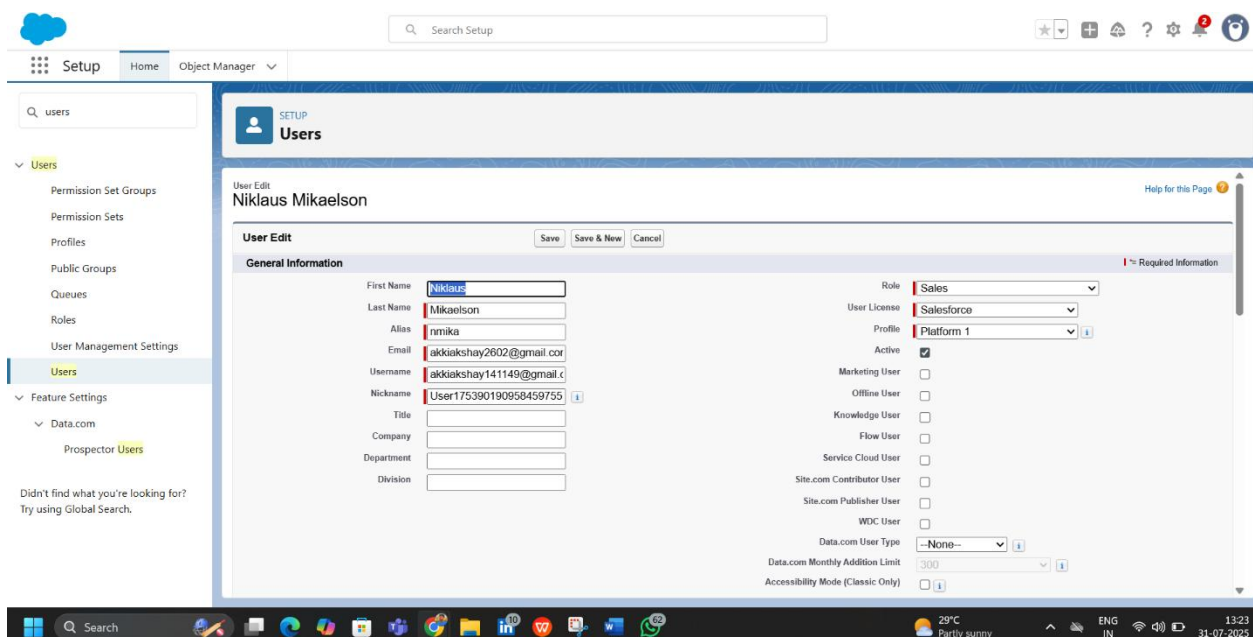 Search Setup
2
Setup
Home
Object Manager
users
Users
Permission Set Groups
Permission Sets
Profiles
Public Groups
Queues
Roles
User Management Settings
Users
Feature Settings
Data.com
Prospector Users
Didn't find what you're looking for?
Try using Global Search.
SETUP
Users
User Edit
Niklaus Mikaelson
Help for this Page
User Edit
Save
Save & New
Cancel
General Information
= Required Information
First Name Niklaus
Last Name Mikaelson
Alias nmika
Email akkiakshay2602@gmail.cor
Username akkiakshay141149@gmail.c
Nickname User175390190958459755
Title
Company
Department
Division
Role Sales
User License Salesforce
Profile Platform 1
Active
Marketing User
Offline User
Knowledge User
Flow User
Service Cloud User
Site.com Contributor User
Site.com Publisher User
WDC User
Data.com User Type --None--
Data.com Monthly Addition Limit 300
Accessibility Mode (Classic Only)
Search
10
62
29°C
Partly sunny
ENG
IN
13:23
31-07-2025